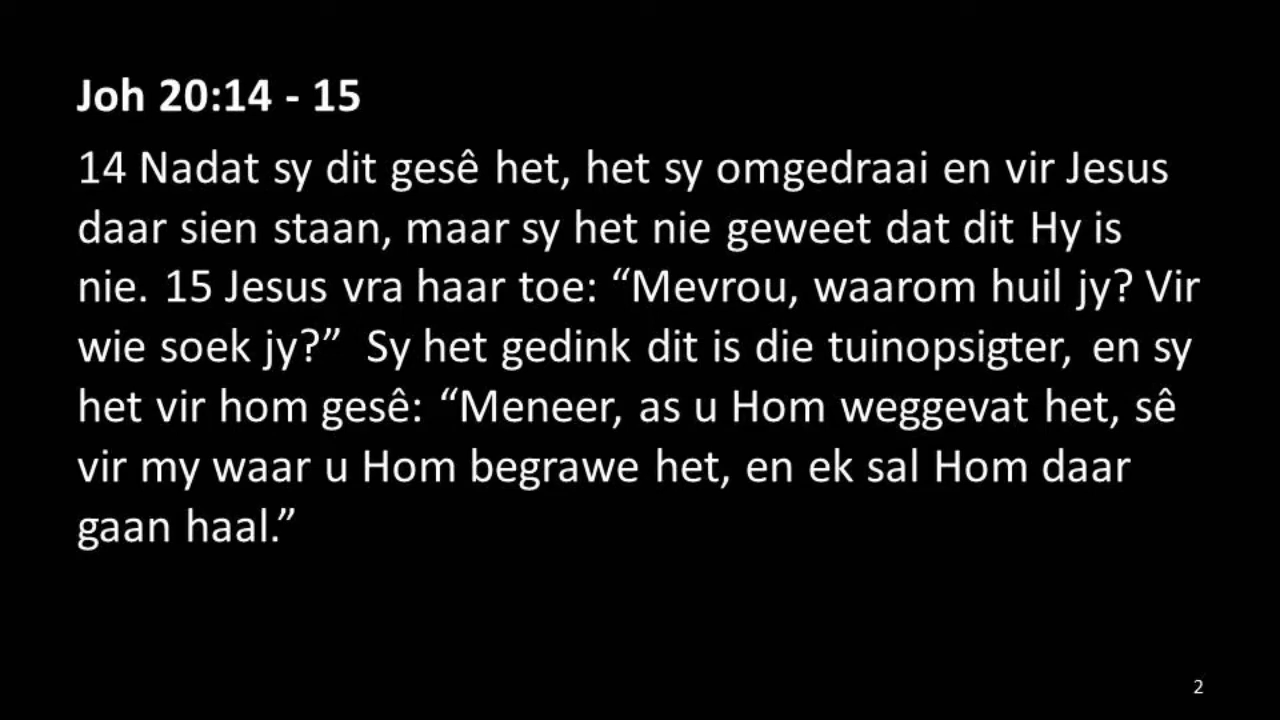 Joh 20:14 - 15
14 Nadat sy dit gesê het, het sy omgedraai en vir Jesus
daar sien staan, maar sy het nie geweet dat dit Hy is
nie. 15 Jesus vra haar toe: “Mevrou, waarom huil jy? Vir
wie soek jy?”  Sy het gedink dit is die tuinopsigter, en sy
het vir hom gesê: “Meneer, as u Hom weggevat het, sê
vir my waar u Hom begrawe het, en ek sal Hom daar
gaan haal.”
2